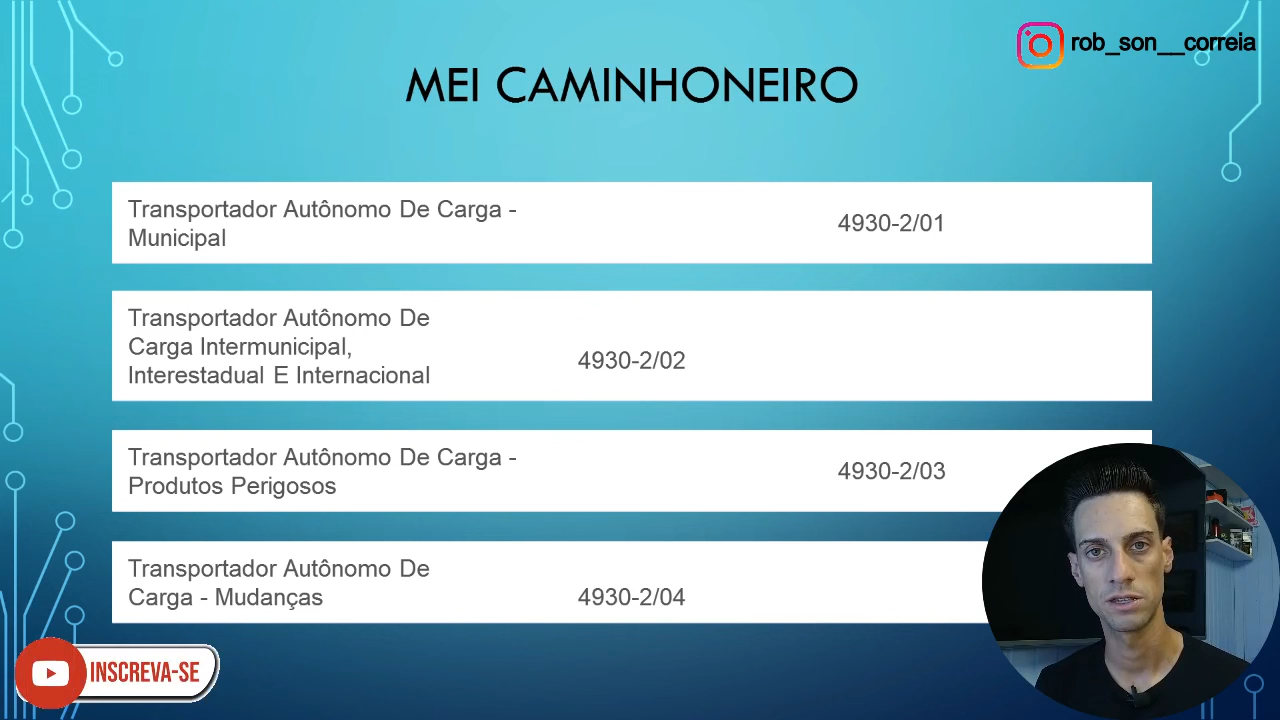 rob_son__correia
MEI CAMINHONEIRO
Transportador Autônomo De Carga -
Municipal
4930-2/01
Transportador Autônomo De
Carga Intermunicipal,
Interestadual E Internacional
4930-2/02
Transportador Autônomo De Carga -
Produtos Perigosos
4930-2/03
Transportador Autônomo De
Carga - Mudanças
4930-2/04
INSCREVA-SE